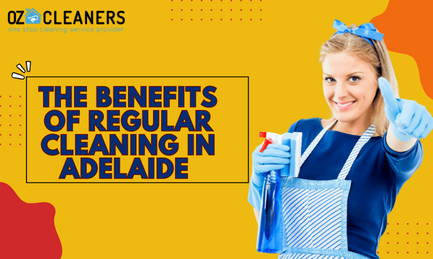 OZ CLEANERS
one stop cleaning service provider
THE BENEFITS
OF REGULAR
CLEANING IN
ADELAIDE